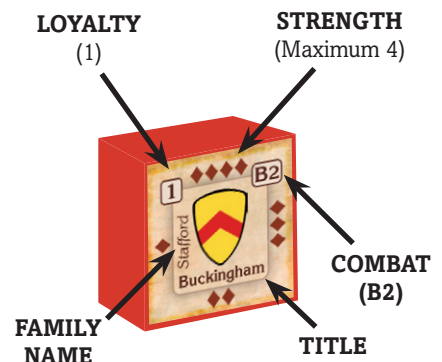 LOYALTY
(1)
STRENGTH
(Maximum 4)
1
B2
Stafford
Buckingham
COMBAT
(B2)
FAMILY
NAME
TITLE